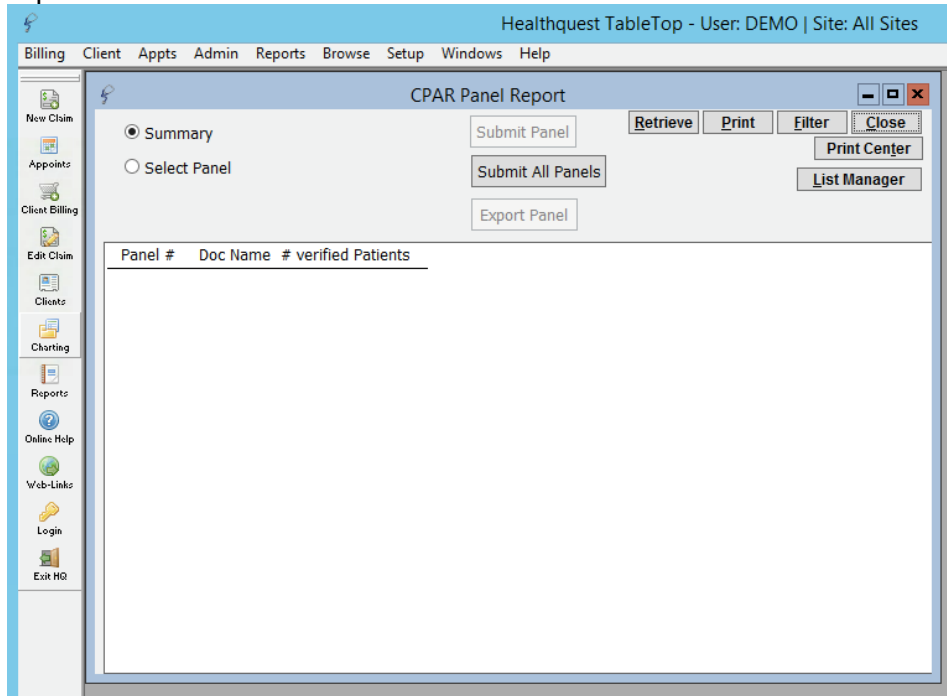 Healthquest TableTop - User: DEMO | Site: All Sites
Billing Client Appts Admin Reports Browse Setup Windows Help
New Claim
Appoints
Client Billing
Edit Claim
Clients
Charting
Reports
Online Help
Web-Links
Login
Exit HQ
CPAR Panel Report
Summary
Select Panel
Submit Panel
Submit All Panels
Export Panel
Retrieve Print Filter Close
Print Center
List Manager
Panel # Doc Name # verified Patients